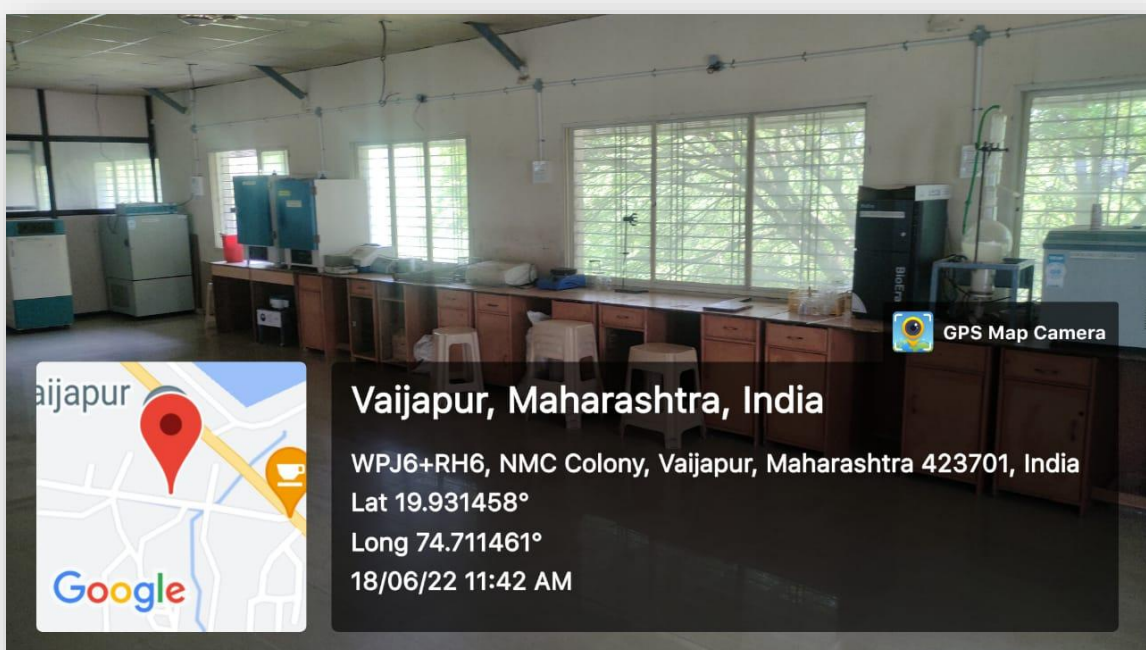 BioEra
GPS Map Camera
aijapur
Google
Vaijapur, Maharashtra, India
WPJ6+RH6, NMC Colony, Vaijapur, Maharashtra 423701, India
Lat 19.931458°
Long 74.711461°
18/06/22 11:42 AM